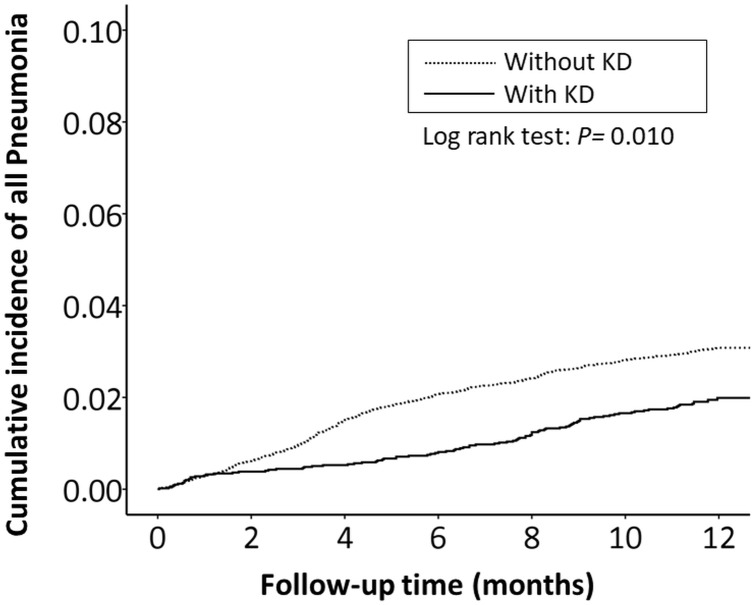 Cumulative incidence of all Pneumonia
0.10
0.08
0.06
0.04
0.02
0.00
Without KD
With KD
Log rank test: P= 0.010
0 2 4 6 8 10 12
Follow-up time (months)